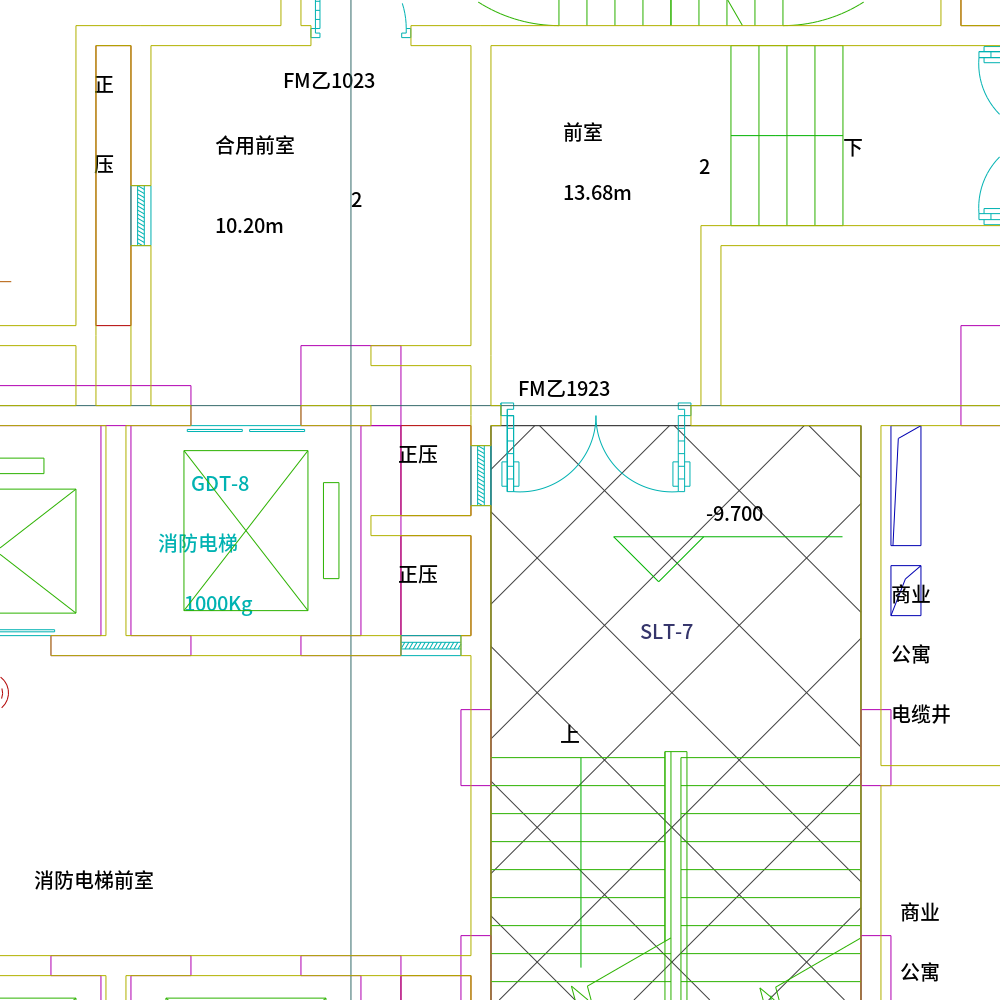 正
压
FM乙1023
合用前室
2
10.20m
前室
2
13.68m
下
FM乙1923
正压
GDT-8
消防电梯
1000Kg
正压
-9.700
SLT-7
上
商业
公寓
电缆井
消防电梯前室
商业
公寓